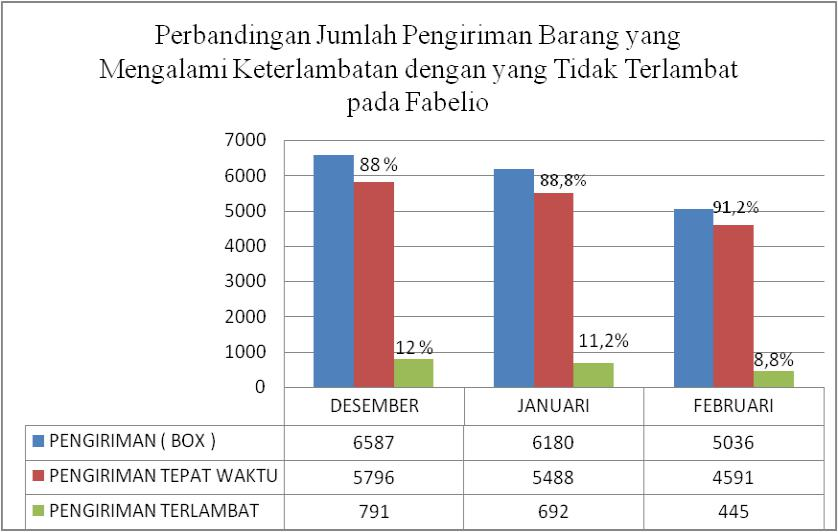 Perbandingan Jumlah Pengiriman Barang yang
Mengalami Keterlambatan dengan yang Tidak Terlambat
pada Fabelio
7000
6000
5000
4000
3000
2000
1000
0
88 %
88,8%
91,2%
12 %
11,2%
8,8%
DESEMBER JANUARI FEBRUARI
PENGIRIMAN ( BOX ) 6587 6180 5036
PENGIRIMAN TEPAT WAKTU 5796 5488 4591
PENGIRIMAN TERLAMBAT 791 692 445